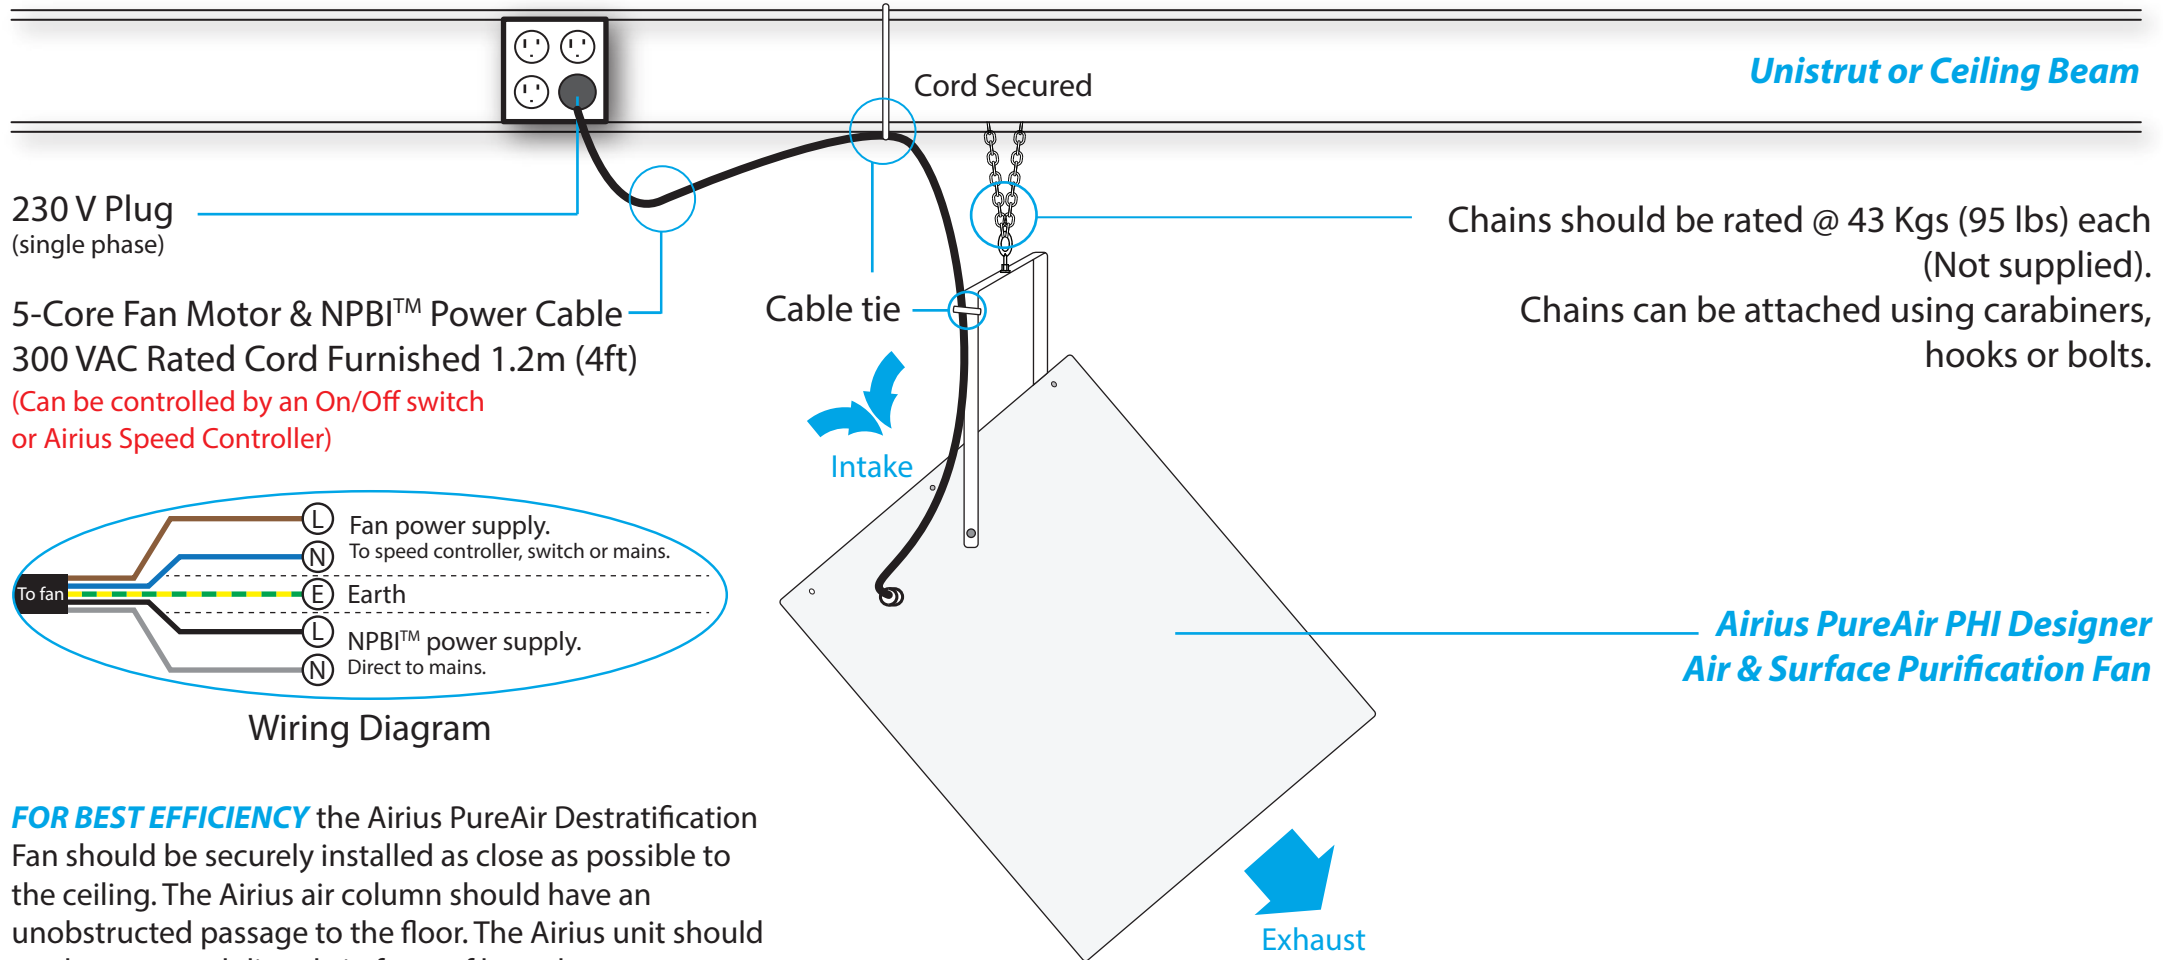 Unistrut or Ceiling Beam
Cord Secured
230 V Plug
(single phase)
5-Core Fan Motor & NPBI™ Power Cable
300 VAC Rated Cord Furnished 1.2m (4ft)
(Can be controlled by an On/Off switch
or Airius Speed Controller)
Cable tie
Chains should be rated @ 43 Kgs (95 lbs) each
(Not supplied).
Chains can be attached using carabiners,
hooks or bolts.
Intake
To fan
L
Fan power supply.
N
To speed controller, switch or mains.
E
Earth
L
NPBI™ power supply.
N
Direct to mains.
Wiring Diagram
Airius PureAir PHI Designer
Air & Surface Purification Fan
FOR BEST EFFICIENCY the Airius PureAir Destratification
Fan should be securely installed as close as possible to
the ceiling. The Airius air column should have an
unobstructed passage to the floor. The Airius unit should
Exhaust